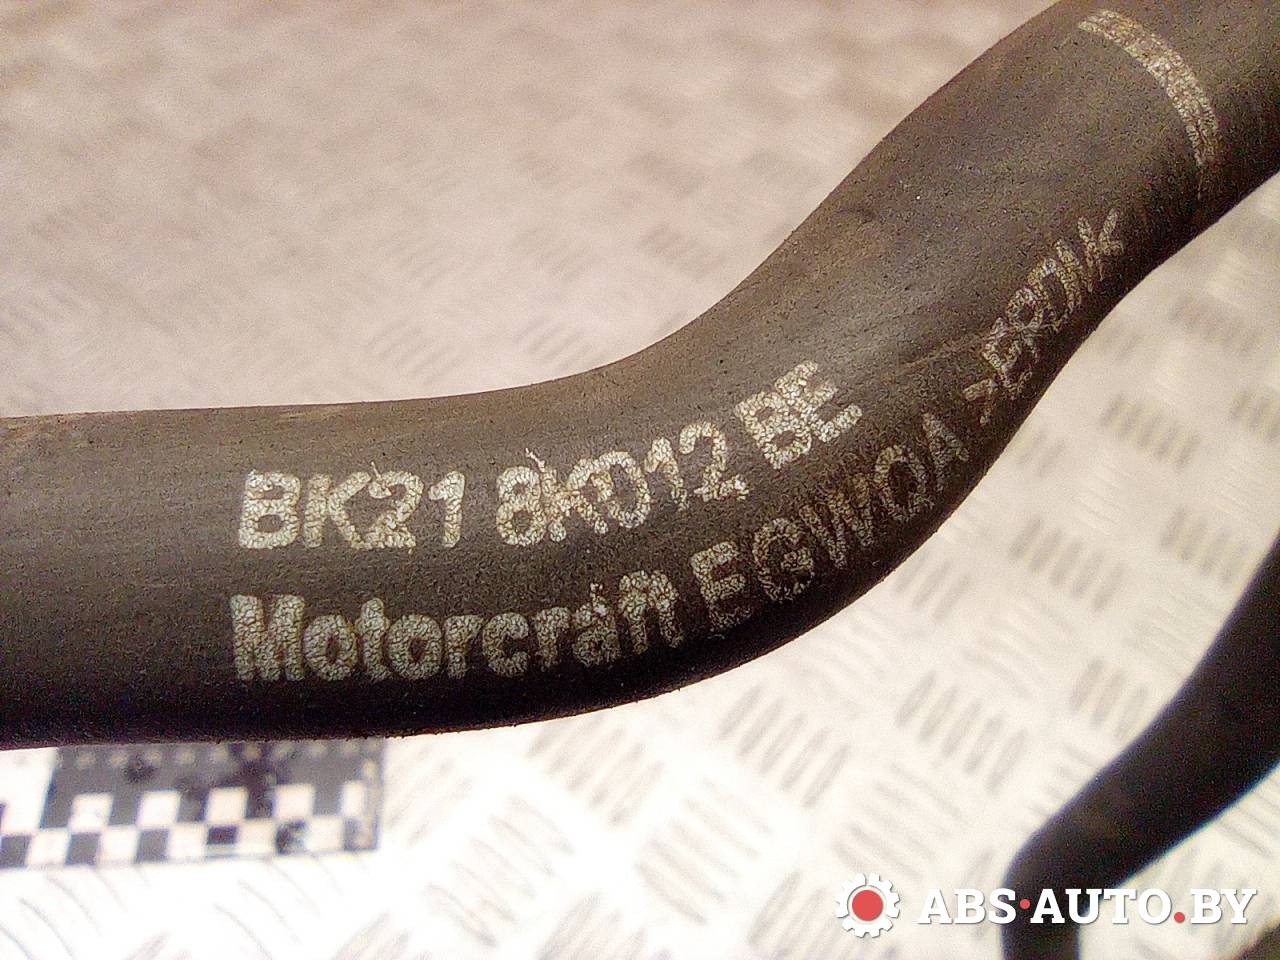 BK21 8K012 BE
Motorcraft EGWQA
ABS·AUTO.BY